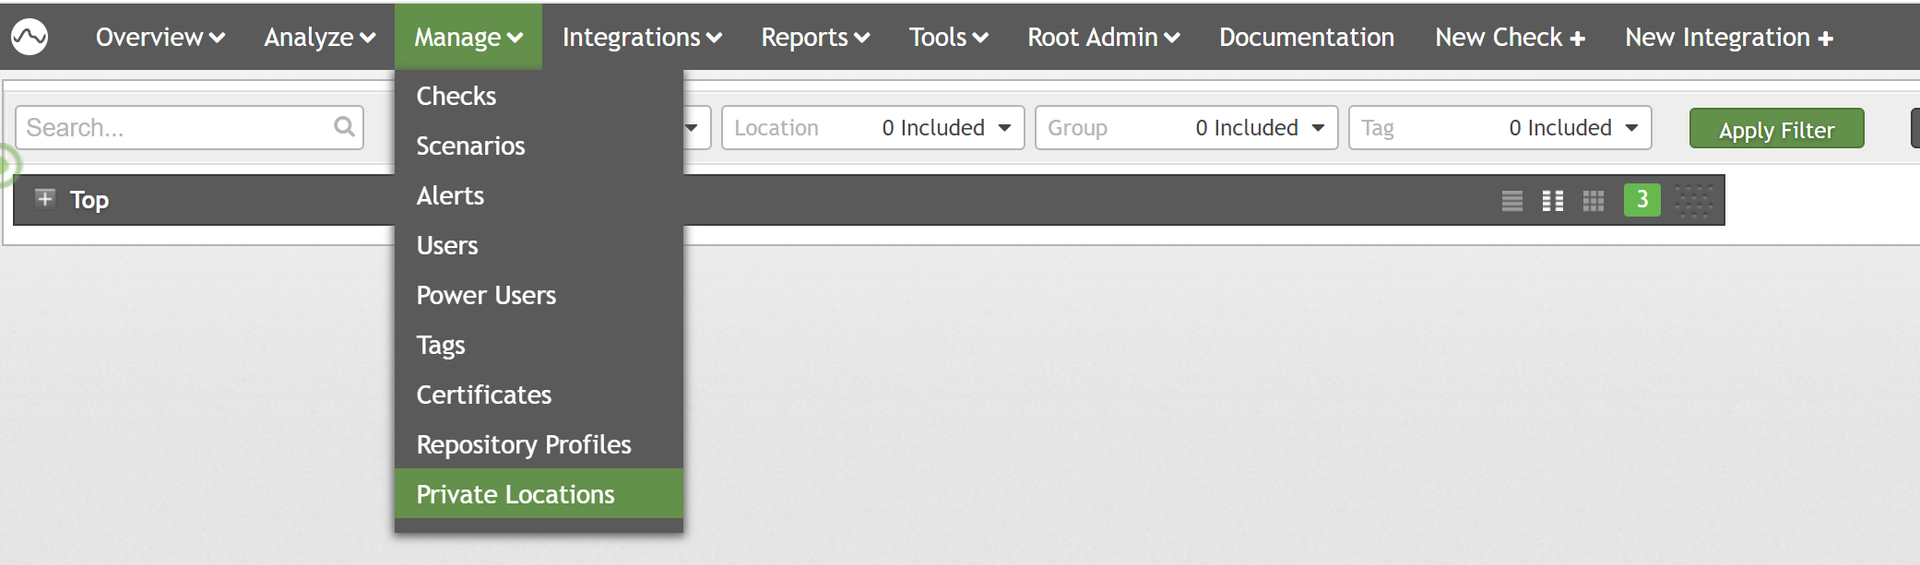 Overview Analyze Manage Integrations Reports Tools Root Admin Documentation New Check + New Integration +
Search... Location 0 Included Group 0 Included Tag 0 Included Apply Filter
Top 3
Checks
Scenarios
Alerts
Users
Power Users
Tags
Certificates
Repository Profiles
Private Locations